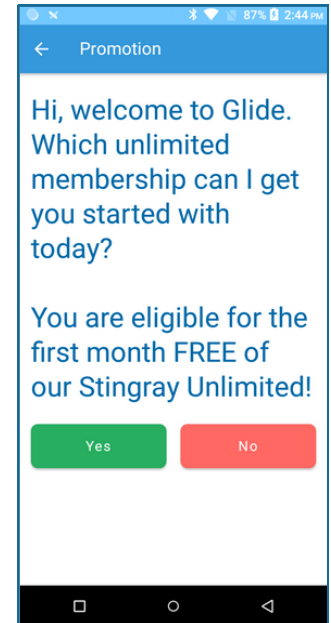 87% 2:44 PM
Promotion
Hi, welcome to Glide.
Which unlimited
membership can I get
you started with
today?
You are eligible for the
first month FREE of
our Stingray Unlimited!
Yes No